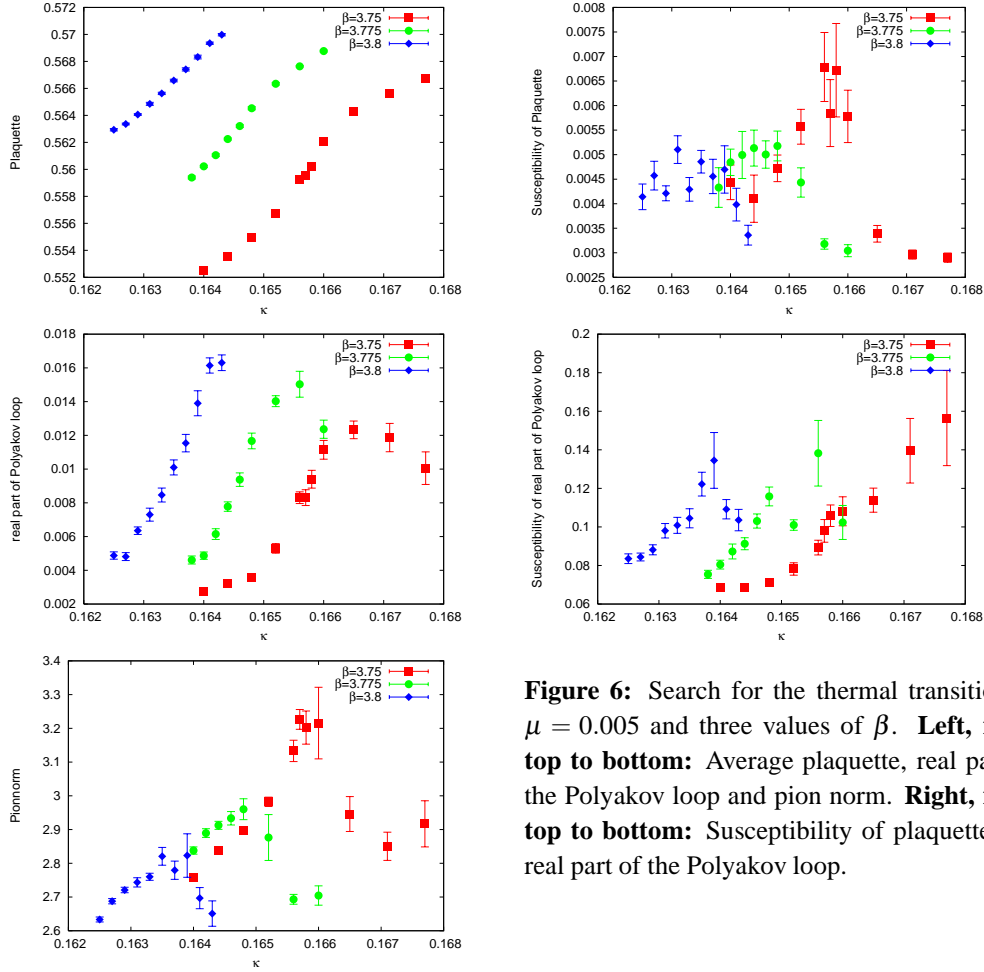 0.572
0.57
0.568
0.566
0.564
0.562
0.56
0.558
0.556
0.554
0.552
Plaquette
0.162 0.163 0.164 0.165 0.166 0.167 0.168
κ
β=3.75
β=3.775
β=3.8
0.008
0.0075
0.007
0.0065
0.006
0.0055
0.005
0.0045
0.004
0.0035
0.003
0.0025
Susceptibility of Plaquette
0.162 0.163 0.164 0.165 0.166 0.167 0.168
κ
β=3.75
β=3.775
β=3.8
0.018
0.016
0.014
0.012
0.01
0.008
0.006
0.004
0.002
real part of Polyakov loop
0.162 0.163 0.164 0.165 0.166 0.167 0.168
κ
β=3.75
β=3.775
β=3.8
0.2
0.18
0.16
0.14
0.12
0.1
0.08
0.06
Susceptibility of real part of Polyakov loop
0.162 0.163 0.164 0.165 0.166 0.167 0.168
κ
β=3.75
β=3.775
β=3.8
3.4
3.3
3.2
3.1
3
2.9
2.8
2.7
2.6
2.5
Pionnorm
0.162 0.163 0.164 0.165 0.166 0.167 0.168
κ
β=3.75
β=3.775
β=3.8
Figure 6: Search for the thermal transitio
μ = 0.005 and three values of β. Left,
top to bottom: Average plaquette, real pa
the Polyakov loop and pion norm. Right,
top to bottom: Susceptibility of plaquette
real part of the Polyakov loop.